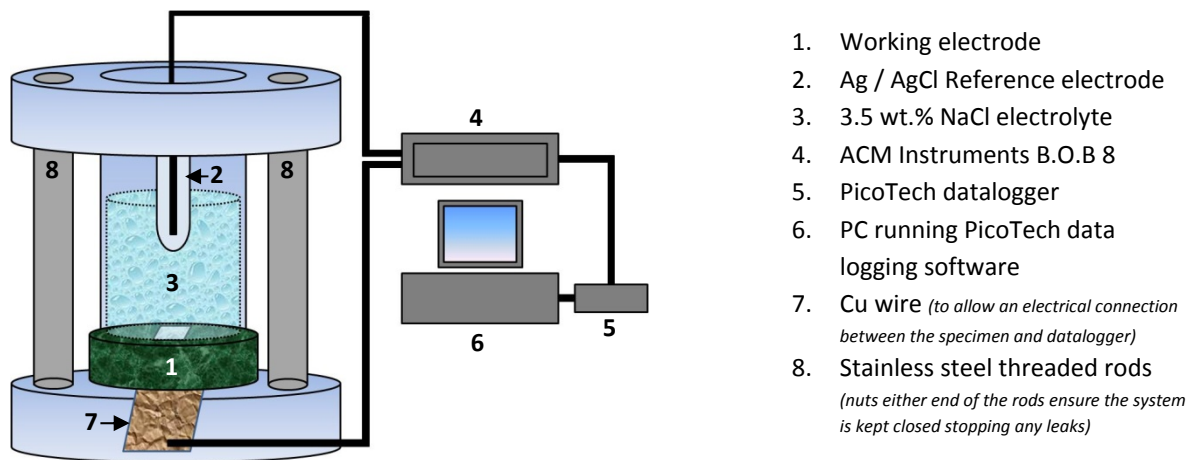 4
8
8
2
3
1
7
6
5
1. Working electrode
2. Ag / AgCl Reference electrode
3. 3.5 wt.% NaCl electrolyte
4. ACM Instruments B.O.B 8
5. PicoTech datalogger
6. PC running PicoTech data
logging software
7. Cu wire (to allow an electrical connection
between the specimen and datalogger)
8. Stainless steel threaded rods
(nuts either end of the rods ensure the system
is kept closed stopping any leaks)